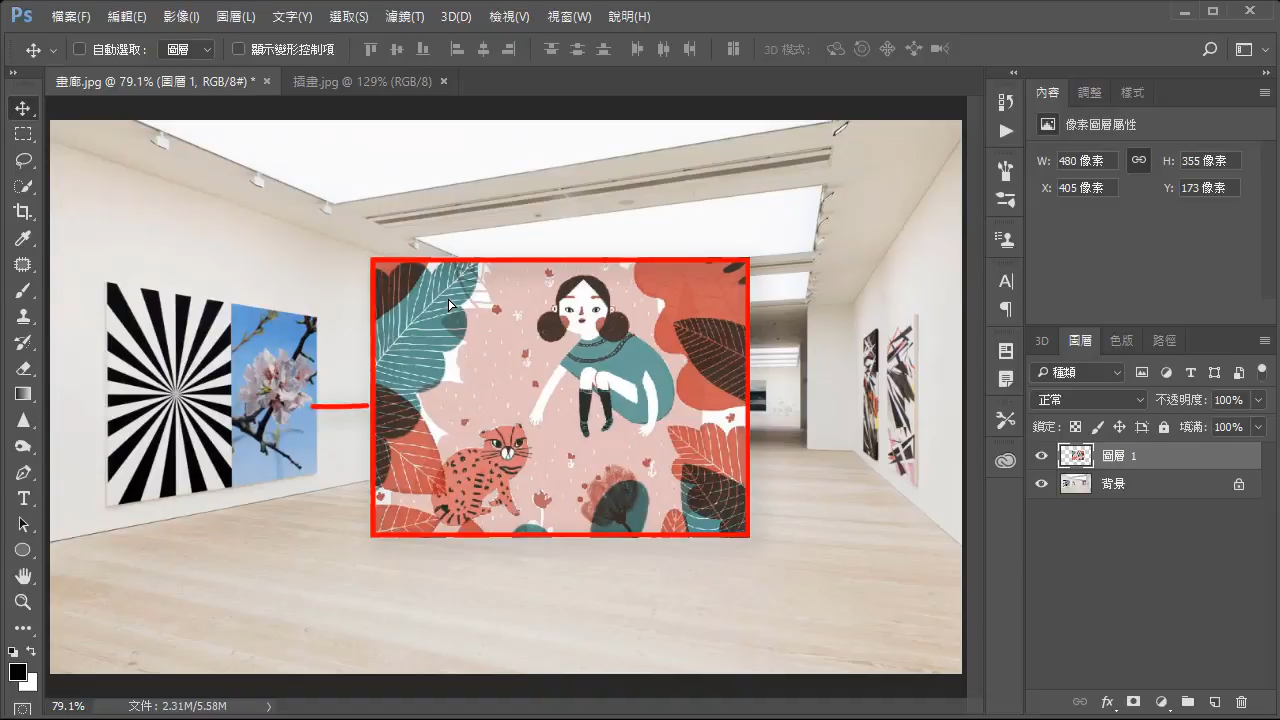 Ps 檔案(F) 編輯(E) 影像(I) 圖層(L) 文字(Y) 選取(S) 濾鏡(T) 3D(D) 檢視(V) 視窗(W) 說明(H)
自動選取： 圖層 顯示變形控制項 3D 模式：
畫廊.jpg @ 79.1% (圖層 1, RGB/8#) * × 插畫.jpg @ 129% (RGB/8) ×
內容 調整 樣式
像素圖層屬性
W: 480 像素 H: 355 像素
X: 405 像素 Y: 173 像素
3D 圖層 色版 路徑
種類
正常 不透明度: 100%
鎖定: 填滿: 100%
圖層 1
背景
fx
79.1% 文件: 2.31M/5.58M